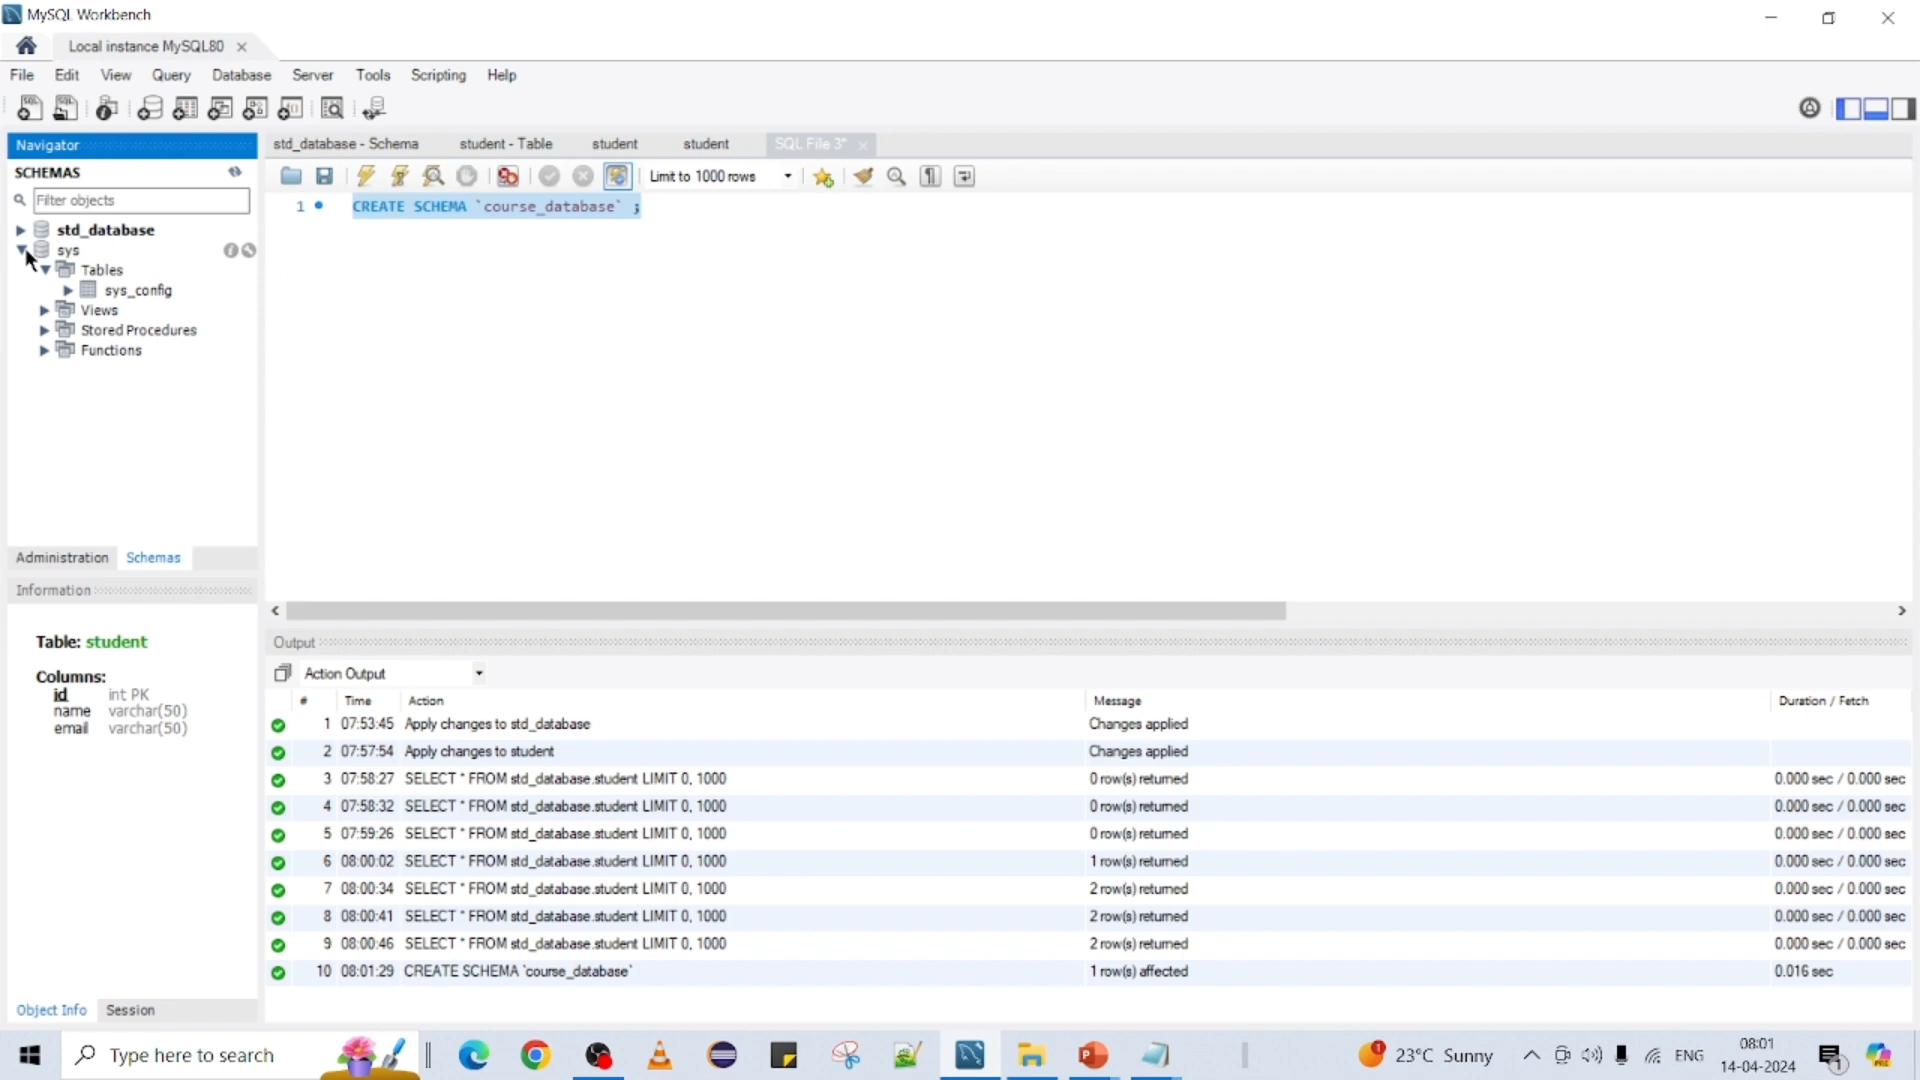 MySQL Workbench
Local instance MySQL80
File Edit View Query Database Server Tools Scripting Help
Navigator
std_database - Schema student - Table student student SQL File 3*
SCHEMAS
Limit to 1000 rows
Filter objects
1 CREATE SCHEMA `course_database` ;
std_database
sys
Tables
sys_config
Views
Stored Procedures
Functions
Administration Schemas
Information
Output
Table: student
Action Output
Columns:
id int PK
name varchar(50)
email varchar(50)
# Time Action Message Duration / Fetch
1 07:53:45 Apply changes to std_database Changes applied
2 07:57:54 Apply changes to student Changes applied
3 07:58:27 SELECT * FROM std_database.student LIMIT 0, 1000 0 row(s) returned 0.000 sec / 0.000 sec
4 07:58:32 SELECT * FROM std_database.student LIMIT 0, 1000 0 row(s) returned 0.000 sec / 0.000 sec
5 07:59:26 SELECT * FROM std_database.student LIMIT 0, 1000 0 row(s) returned 0.000 sec / 0.000 sec
6 08:00:02 SELECT * FROM std_database.student LIMIT 0, 1000 1 row(s) returned 0.000 sec / 0.000 sec
7 08:00:34 SELECT * FROM std_database.student LIMIT 0, 1000 2 row(s) returned 0.000 sec / 0.000 sec
8 08:00:41 SELECT * FROM std_database.student LIMIT 0, 1000 2 row(s) returned 0.000 sec / 0.000 sec
9 08:00:46 SELECT * FROM std_database.student LIMIT 0, 1000 2 row(s) returned 0.000 sec / 0.000 sec
10 08:01:29 CREATE SCHEMA `course_database` 1 row(s) affected 0.016 sec
Object Info Session
Type here to search
23°C Sunny
ENG
08:01
14-04-2024